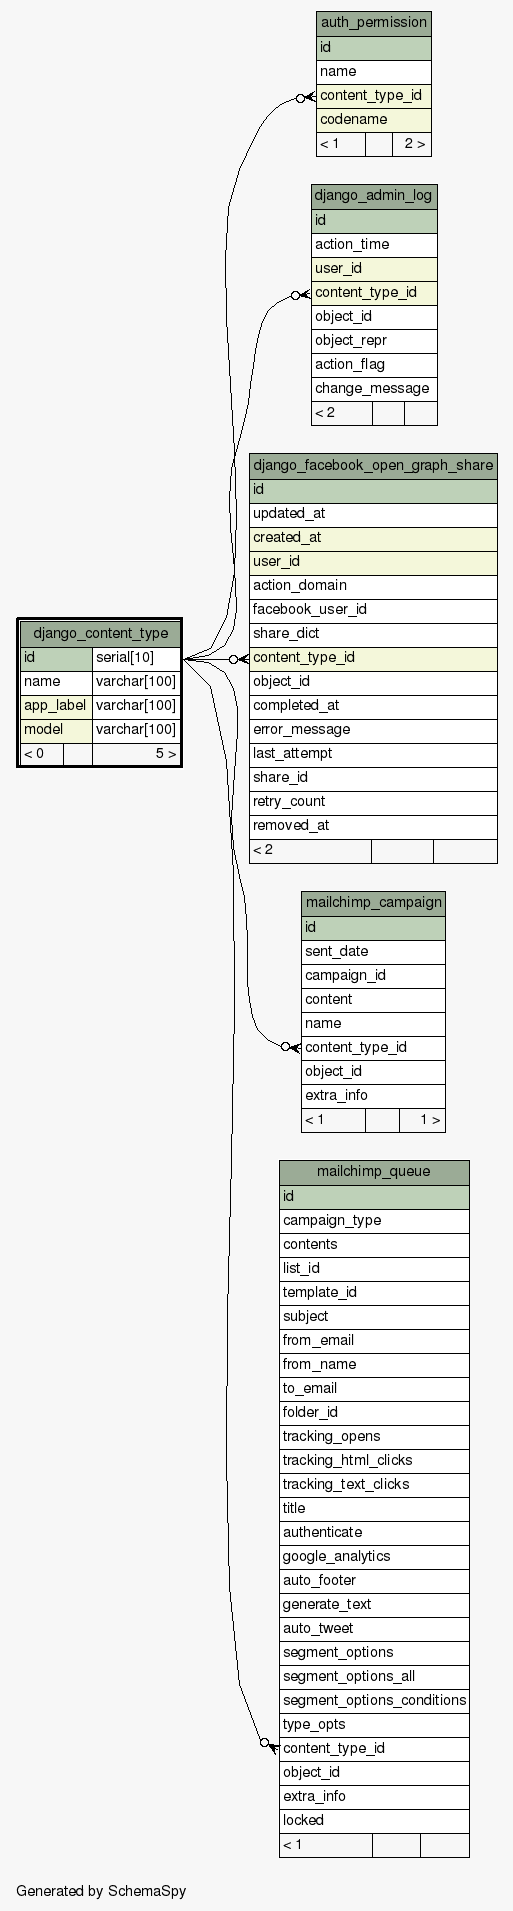 auth_permission
id
name
content_type_id
codename
< 1 2 >
django_admin_log
id
action_time
user_id
content_type_id
object_id
object_repr
action_flag
change_message
< 2
django_facebook_open_graph_share
id
updated_at
created_at
user_id
action_domain
facebook_user_id
share_dict
content_type_id
object_id
completed_at
error_message
last_attempt
share_id
retry_count
removed_at
< 2
django_content_type
id serial[10]
name varchar[100]
app_label varchar[100]
model varchar[100]
< 0 5 >
mailchimp_campaign
id
sent_date
campaign_id
content
name
content_type_id
object_id
extra_info
< 1 1 >
mailchimp_queue
id
campaign_type
contents
list_id
template_id
subject
from_email
from_name
to_email
folder_id
tracking_opens
tracking_html_clicks
tracking_text_clicks
title
authenticate
google_analytics
auto_footer
generate_text
auto_tweet
segment_options
segment_options_all
segment_options_conditions
type_opts
content_type_id
object_id
extra_info
locked
< 1
Generated by SchemaSpy